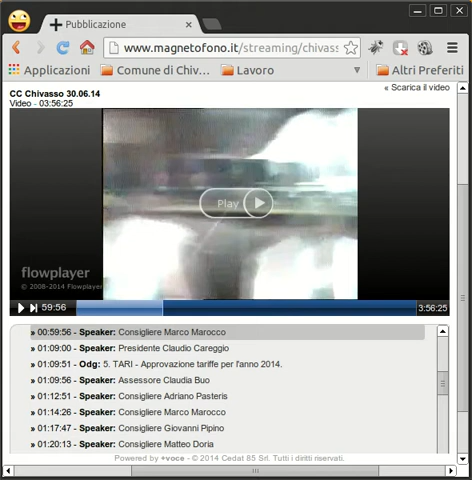 Pubblicazione
www.magnetofono.it/streaming/chivass
Applicazioni Comune di Chiv... Lavoro Altri Preferiti
« Scarica il video
CC Chivasso 30.06.14
Video - 03:56:25
Play
flowplayer
© 2008-2014 Flowplayer
59:56 3:56:25
» 00:59:56 - Speaker: Consigliere Marco Marocco
» 01:09:00 - Speaker: Presidente Claudio Careggio
» 01:09:51 - Odg: 5. TARI - Approvazione tariffe per l'anno 2014.
» 01:09:56 - Speaker: Assessore Claudia Buo
» 01:12:51 - Speaker: Consigliere Adriano Pasteris
» 01:14:26 - Speaker: Consigliere Marco Marocco
» 01:17:47 - Speaker: Consigliere Giovanni Pipino
» 01:20:13 - Speaker: Consigliere Matteo Doria
Powered by +voce - © 2014 Cedat 85 Srl. Tutti i diritti riservati.